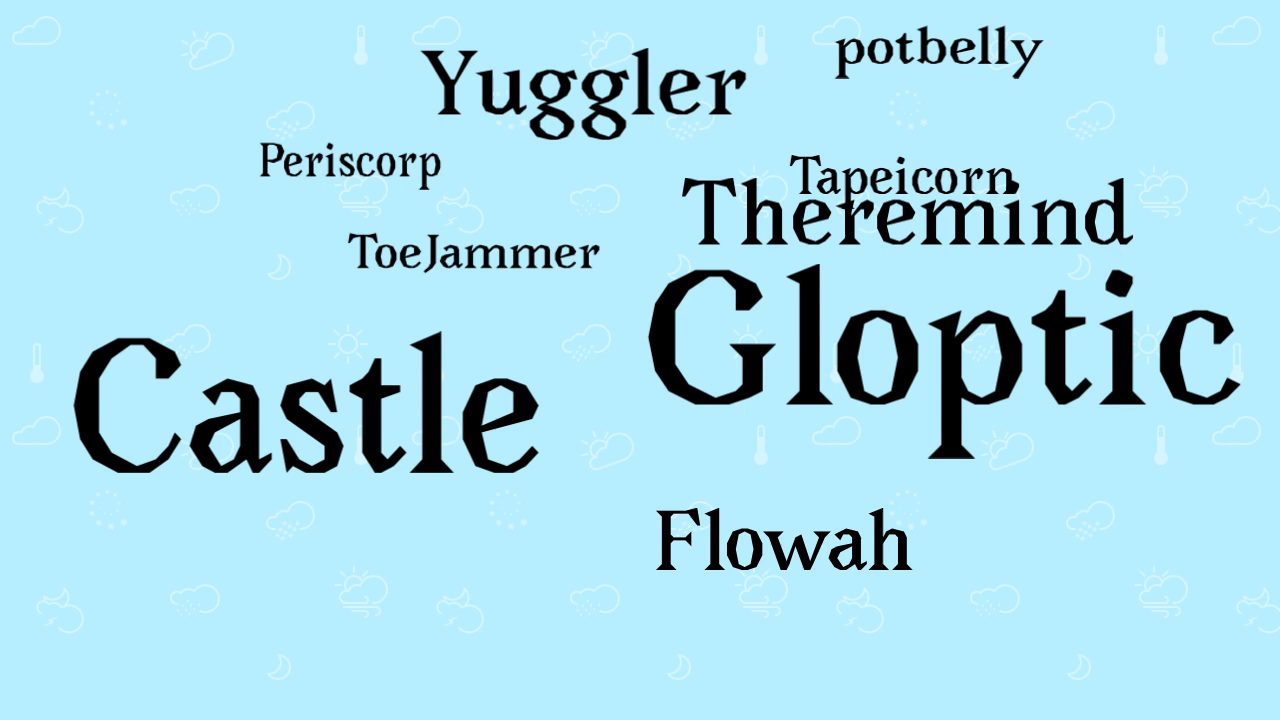 potbelly
Yuggler
Periscorp
Tapeicorn
Theremind
ToeJammer
Gloptic
Castle
Flowah